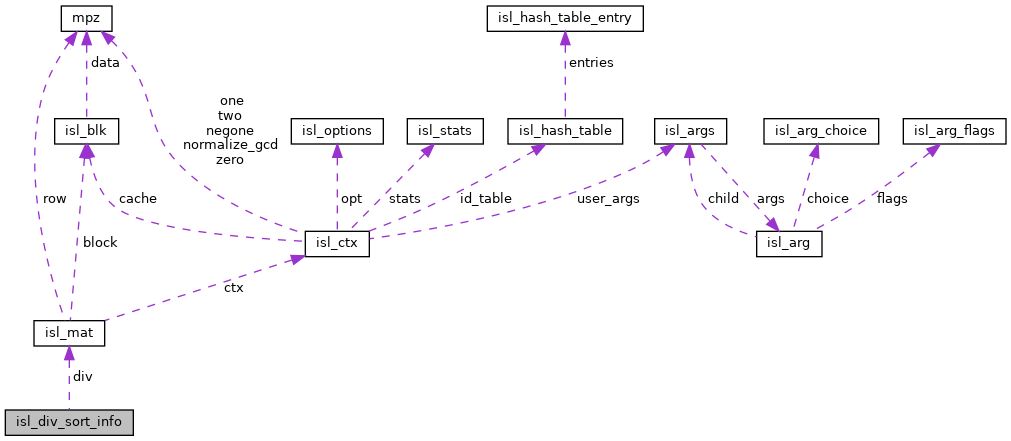 mpz
isl_hash_table_entry
data
entries
one
two
negone
normalize_gcd
zero
isl_blk
isl_options
isl_stats
isl_hash_table
isl_args
isl_arg_choice
isl_arg_flags
row
cache
opt
stats
id_table
user_args
child
args
choice
flags
block
isl_ctx
isl_arg
ctx
isl_mat
div
isl_div_sort_info